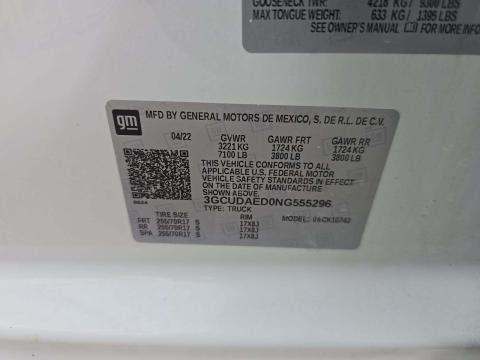 GOOSENECK TWR: 4218 KG/ 9300 LBS
MAX TONGUE WEIGHT: 633 KG / 1395 LBS
SEE OWNER'S MANUAL FOR MORE INFO
gm
MFD BY GENERAL MOTORS DE MEXICO, S. DE R.L. DE C.V.
04/22 GVWR GAWR FRT GAWR RR
3221 KG 1724 KG 1724 KG
7100 LB 3800 LB 3800 LB
THIS VEHICLE CONFORMS TO ALL
APPLICABLE U.S. FEDERAL MOTOR
VEHICLE SAFETY STANDARDS IN
EFFECT ON THE DATE OF
MANUFACTURE SHOWN ABOVE.
3GCUDAED0NG555296
TYPE: TRUCK
MODEL:
TIRE SIZE RIM
FRT 255/70R17 S 17X8J
RR 255/70R17 S 17X8J
SPA 255/70R17 S 17X8J